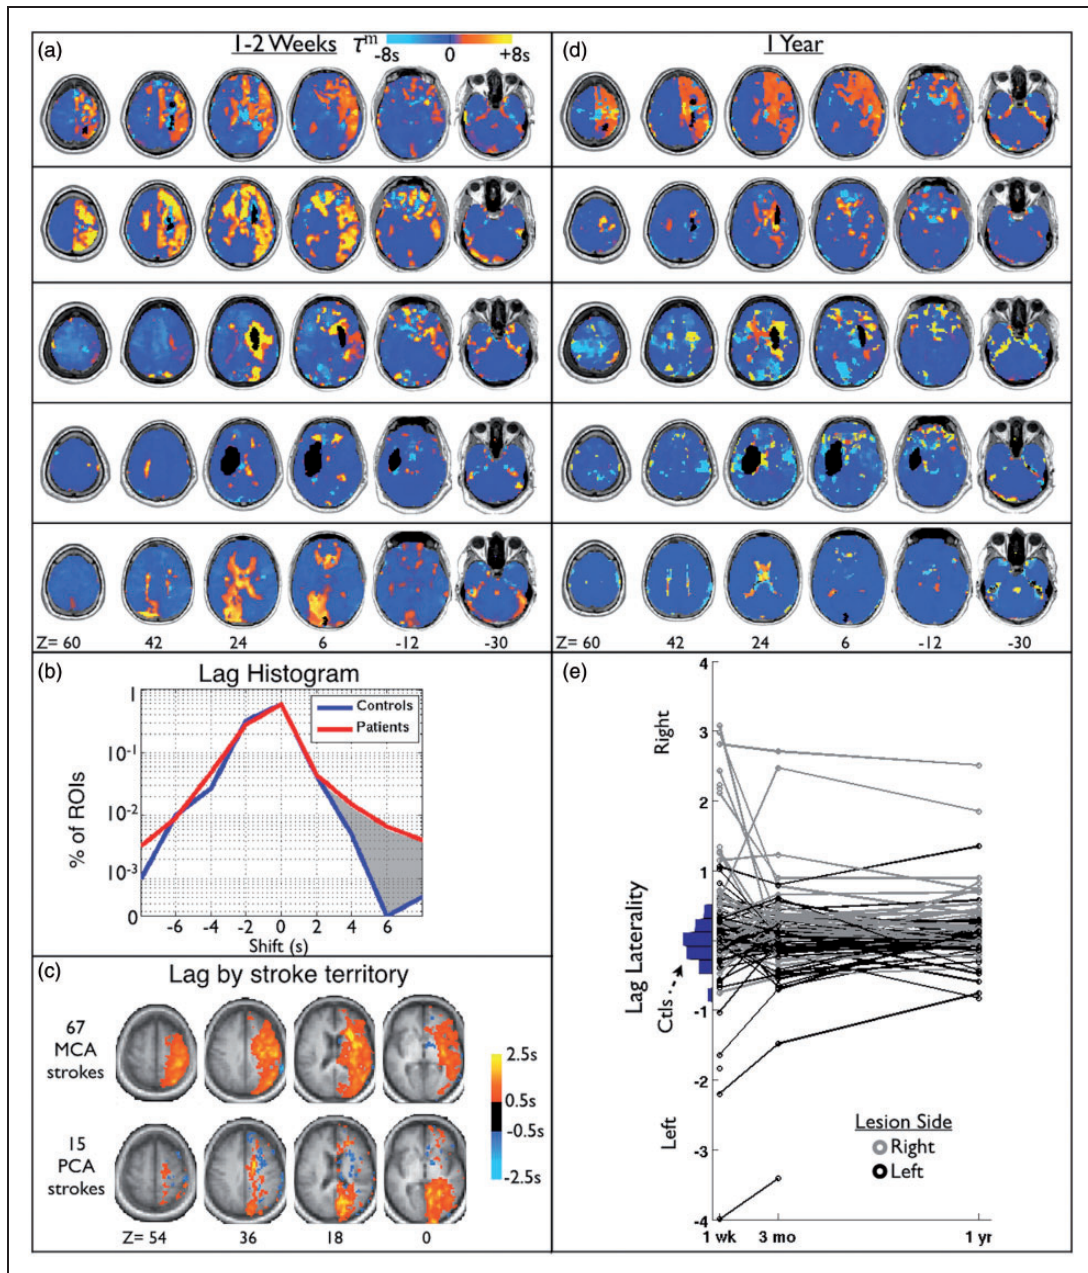 (a)
1-2 Weeks
τᵐ
-8s 0 +8s
Z= 60 42 24 6 -12 -30
(d)
1 Year
Z= 60 42 24 6 -12 -30
(b)
Lag Histogram
% of ROIs
1
10⁻¹
10⁻²
10⁻³
0
Controls
Patients
-6 -4 -2 0 2 4 6
Shift (s)
(c)
Lag by stroke territory
67
MCA
strokes
15
PCA
strokes
2.5s
0.5s
-0.5s
-2.5s
Z= 54 36 18 0
(e)
Right
Lag Laterality
Ctls
Left
4
3
2
1
-1
-2
-3
-4
Lesion Side
Right
Left
1 wk 3 mo 1 yr